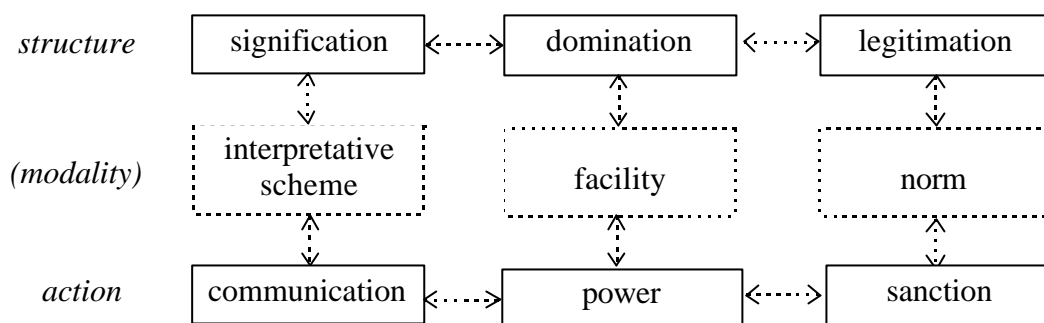 structure signification domination legitimation
interpretative
(modality) scheme facility norm
action communication power sanction